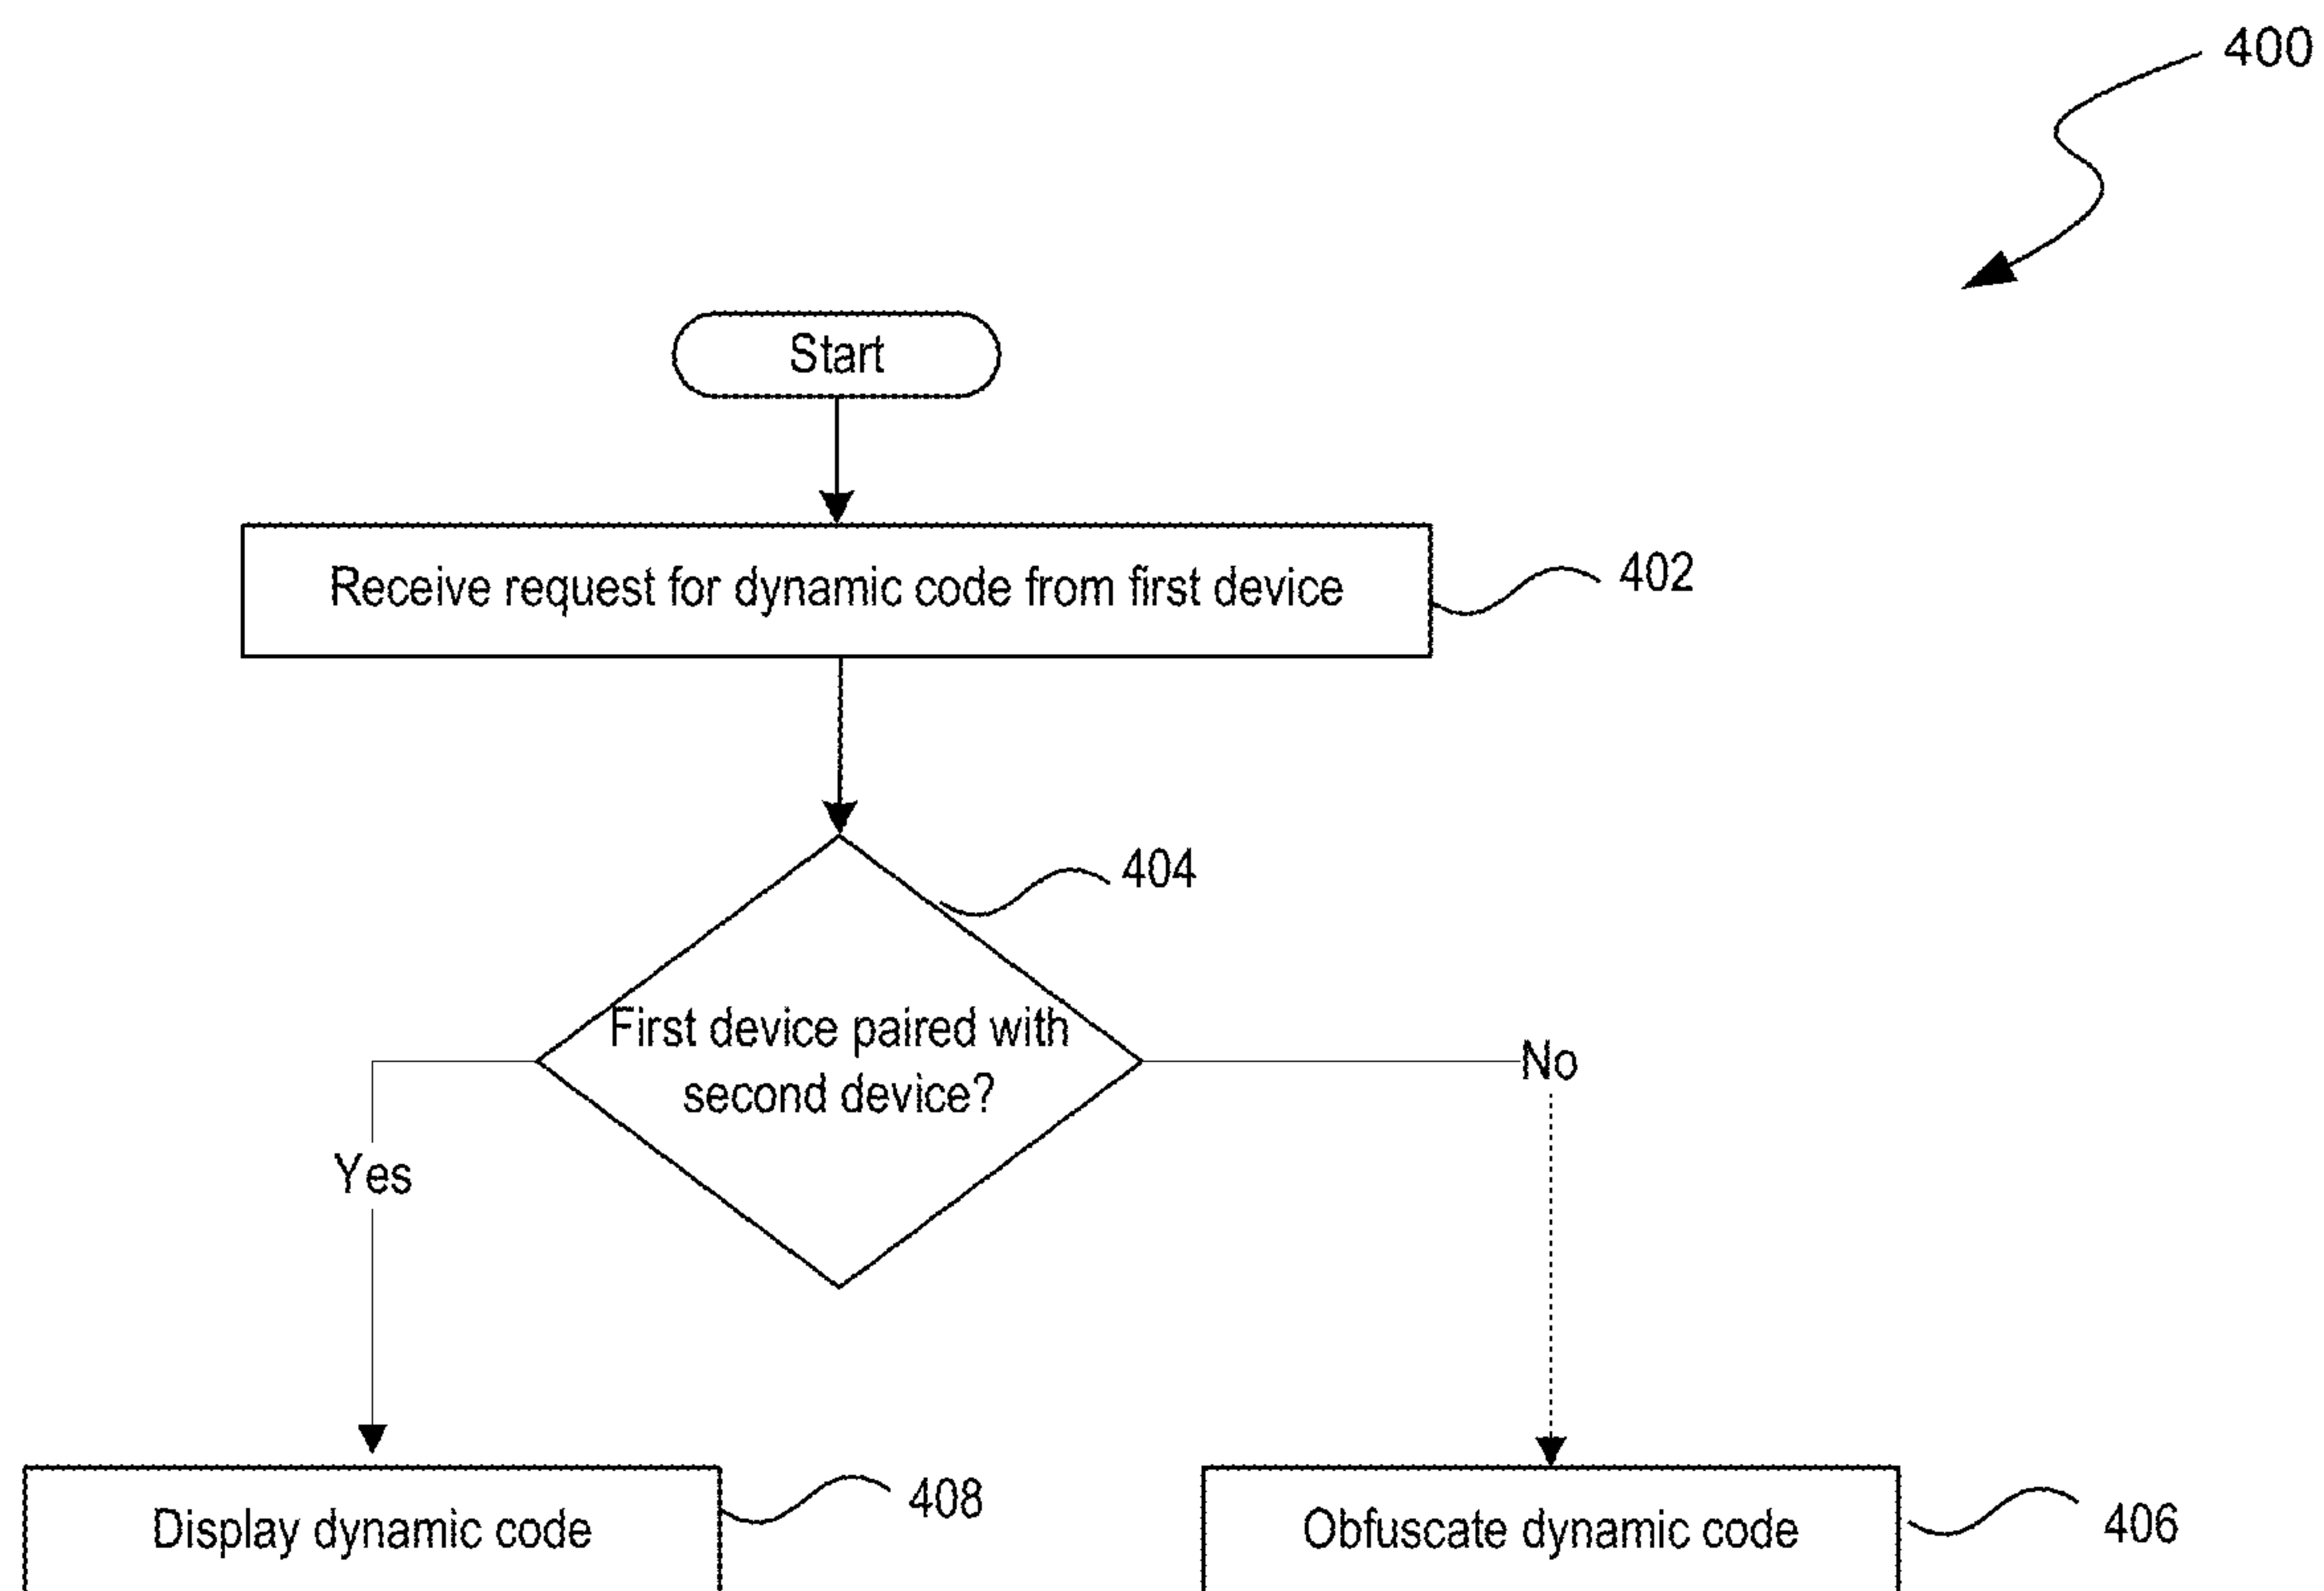 400
Start
Receive request for dynamic code from first device
402
404
First device paired with
second device?
No
Yes
Display dynamic code
408
Obfuscate dynamic code
406